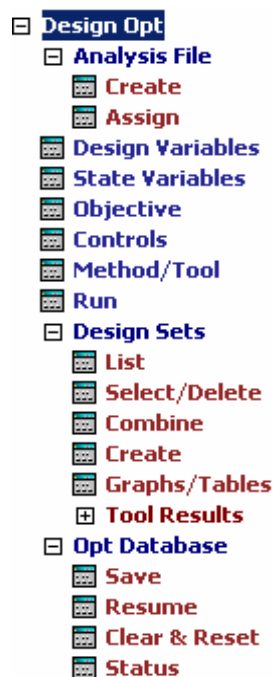 Design Opt
Analysis File
Create
Assign
Design Variables
State Variables
Objective
Controls
Method/Tool
Run
Design Sets
List
Select/Delete
Combine
Create
Graphs/Tables
Tool Results
Opt Database
Save
Resume
Clear & Reset
Status